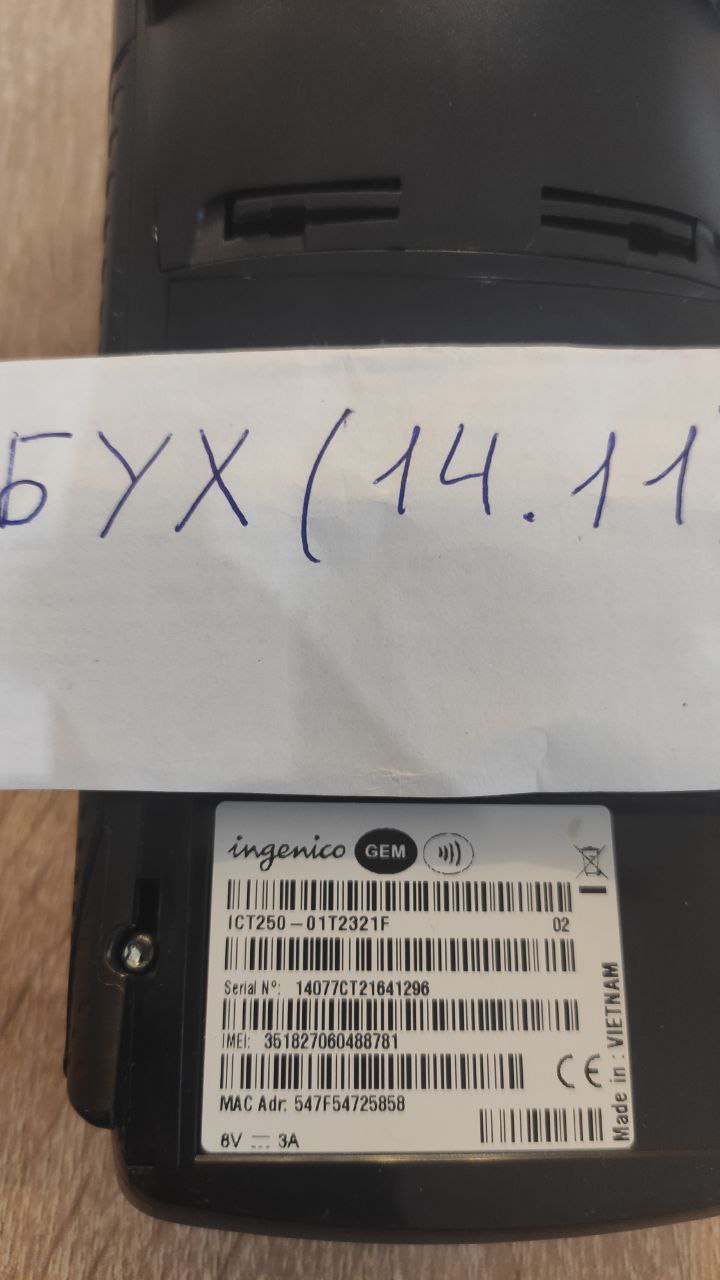 БУХ (14.11
ingenico GEM
ICT250-01T2321F 02
Serial Nº: 14077CT21641296
IMEI: 351827060488781
MAC Adr: 547F54725858
8V 3A
Made in : VIETNAM